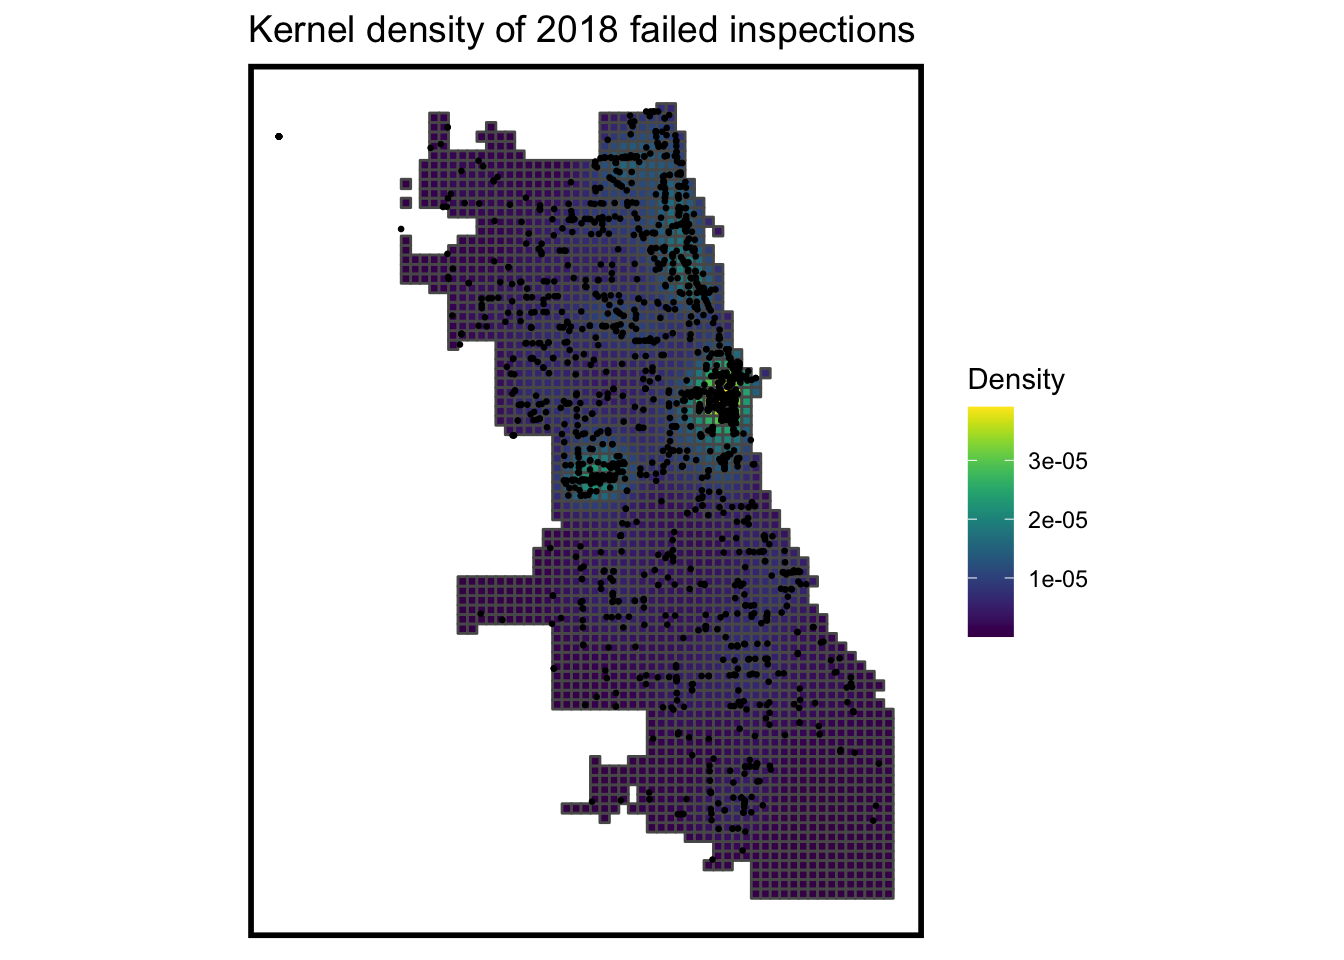 Kernel density of 2018 failed inspections
Density
3e-05
2e-05
1e-05